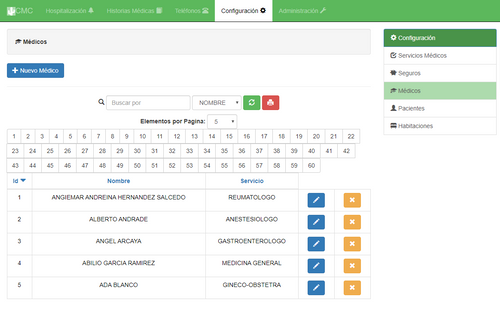 CMC Hospitalización Historias Médicas Teléfonos Configuración Administración
Médicos
Nuevo Médico
Buscar por NOMBRE
Elementos por Pagina: 5
1 2 3 4 5 6 7 8 9 10 11 12 13 14 15 16 17 18 19 20 21 22
23 24 25 26 27 28 29 30 31 32 33 34 35 36 37 38 39 40 41 42
43 44 45 46 47 48 49 50 51 52 53 54 55 56 57 58 59 60
Id Nombre Servicio
1 ANGIEMAR ANDREINA HERNANDEZ SALCEDO REUMATOLOGO
2 ALBERTO ANDRADE ANESTESIOLOGO
3 ANGEL ARCAYA GASTROENTEROLOGO
4 ABILIO GARCIA RAMIREZ MEDICINA GENERAL
5 ADA BLANCO GINECO-OBSTETRA
Configuración
Servicios Médicos
Seguros
Médicos
Pacientes
Habitaciones